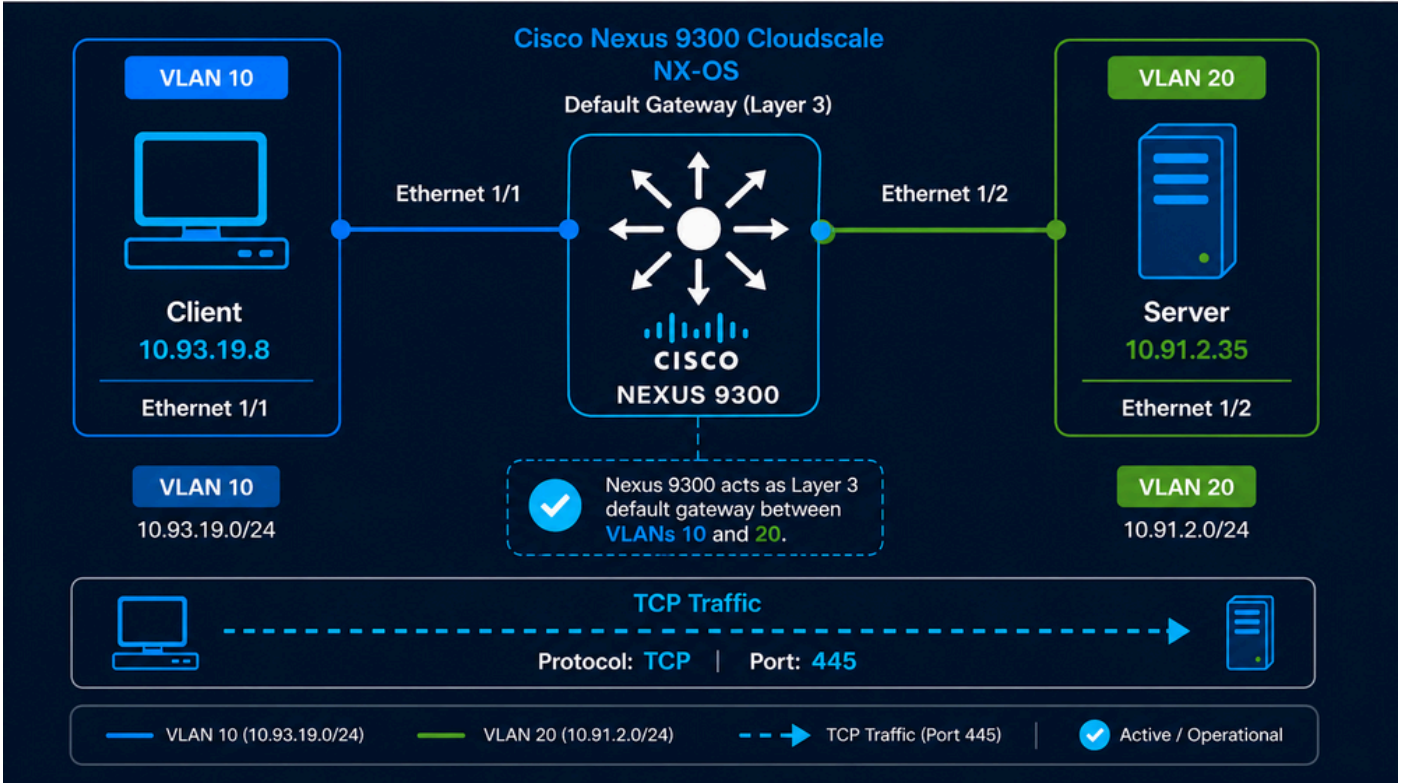 Cisco Nexus 9300 Cloudscale
NX-OS
Default Gateway (Layer 3)
VLAN 10
Client
10.93.19.8
Ethernet 1/1
VLAN 10
10.93.19.0/24
Ethernet 1/1
CISCO
NEXUS 9300
Nexus 9300 acts as Layer 3
default gateway between
VLANs 10 and 20.
Ethernet 1/2
VLAN 20
Server
10.91.2.35
Ethernet 1/2
VLAN 20
10.91.2.0/24
TCP Traffic
Protocol: TCP | Port: 445
VLAN 10 (10.93.19.0/24) VLAN 20 (10.91.2.0/24) TCP Traffic (Port 445) | Active / Operational